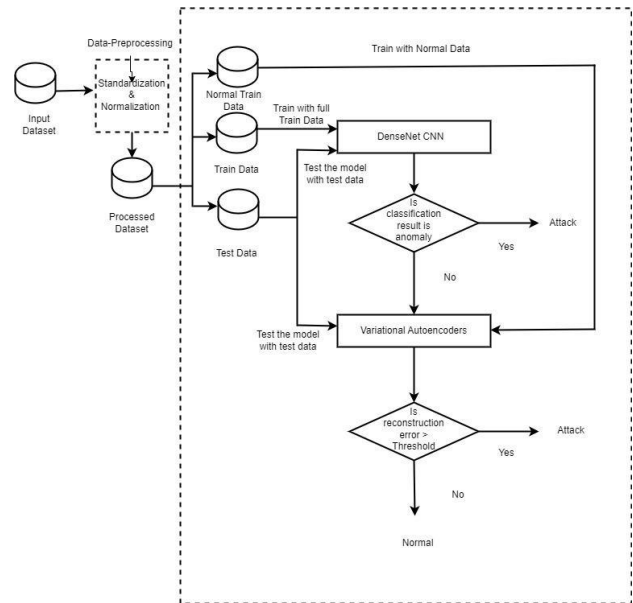 Data-Preprocessing
Standardization
&
Normalization
Input
Dataset
Processed
Dataset
Normal Train
Data
Train with Normal Data
Train with full
Train Data
Train Data
DenseNet CNN
Test the model
with test data
Test Data
Is
classification
result is
anomaly
Yes
Attack
No
Test the model
with test data
Variational Autoencoders
Is
reconstruction
error >
Threshold
Yes
Attack
No
Normal